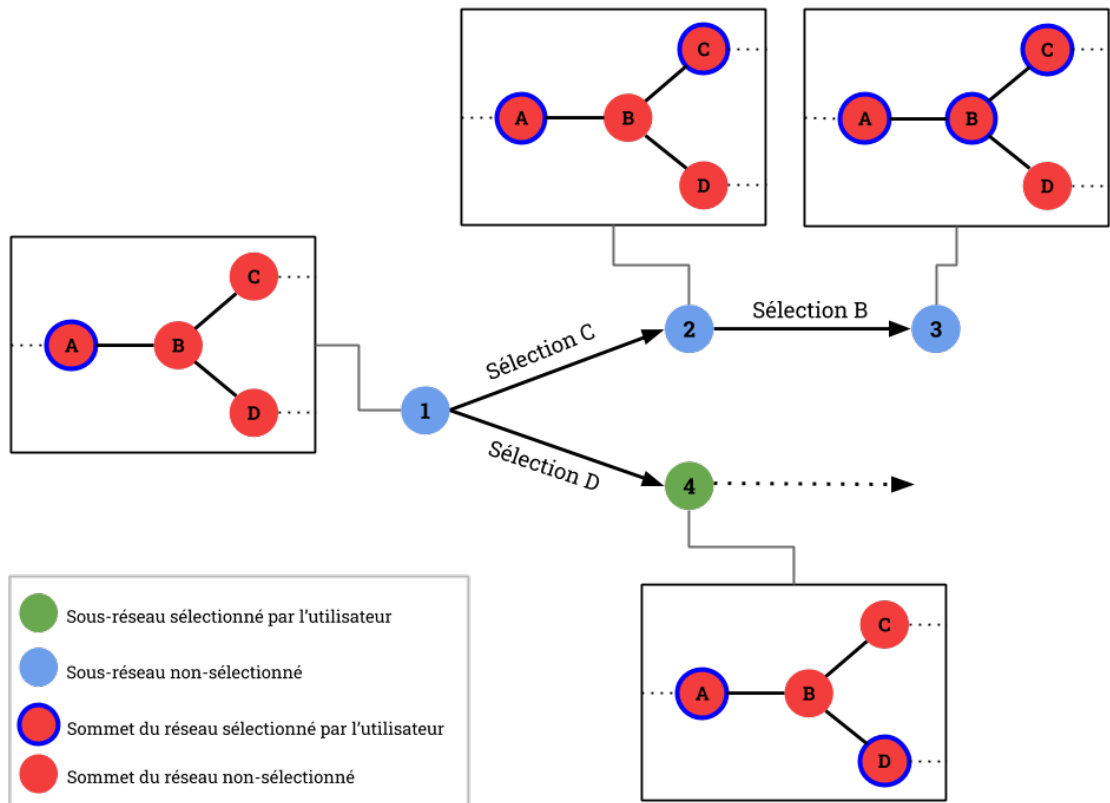 C
A
B
D
C
A
B
D
C
A
B
D
Sélection C
2
Sélection B
3
1
Sélection D
4
Sous-réseau sélectionné par l'utilisateur
Sous-réseau non-sélectionné
Sommet du réseau sélectionné par l'utilisateur
Sommet du réseau non-sélectionné
C
A
B
D